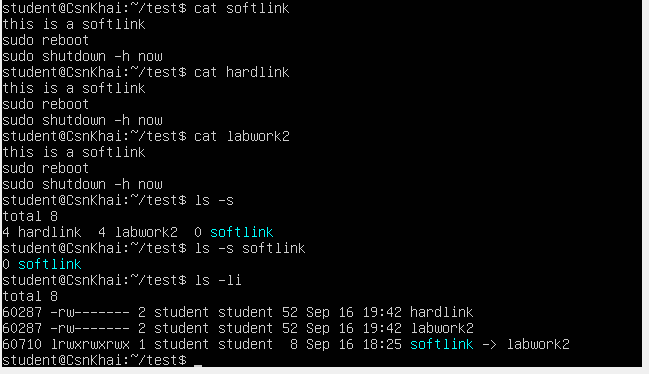 student@CsnKhai:~/test$ cat softlink
this is a softlink
sudo reboot
sudo shutdown -h now
student@CsnKhai:~/test$ cat hardlink
this is a softlink
sudo reboot
sudo shutdown -h now
student@CsnKhai:~/test$ cat labwork2
this is a softlink
sudo reboot
sudo shutdown -h now
student@CsnKhai:~/test$ ls -s
total 8
4 hardlink  4 labwork2  0 softlink
student@CsnKhai:~/test$ ls -s softlink
0 softlink
student@CsnKhai:~/test$ ls -li
total 8
60287 -rw------- 2 student student 52 Sep 16 19:42 hardlink
60287 -rw------- 2 student student 52 Sep 16 19:42 labwork2
60710 lrwxrwxrwx 1 student student  8 Sep 16 18:25 softlink -> labwork2
student@CsnKhai:~/test$ _